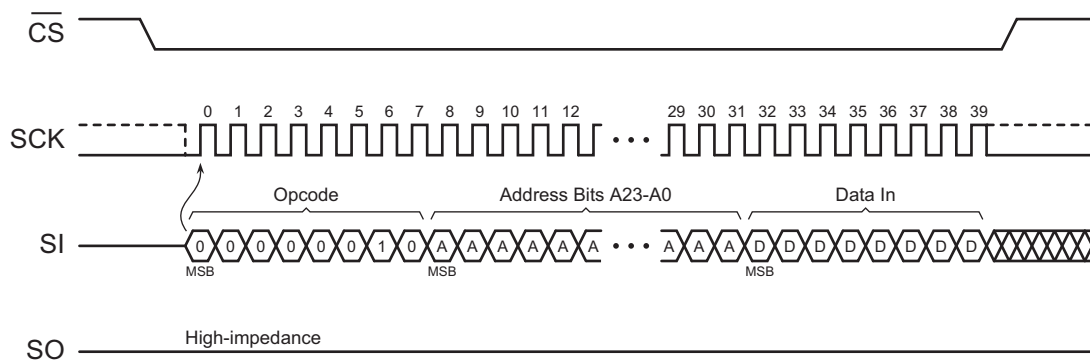 CS
0 1 2 3 4 5 6 7 8 9 10 11 12 29 30 31 32 33 34 35 36 37 38 39
SCK
Opcode Address Bits A23-A0 Data In
SI 0 0 0 0 0 0 1 0 A A A A A A A A A D D D D D D D D
MSB MSB MSB
High-impedance
SO